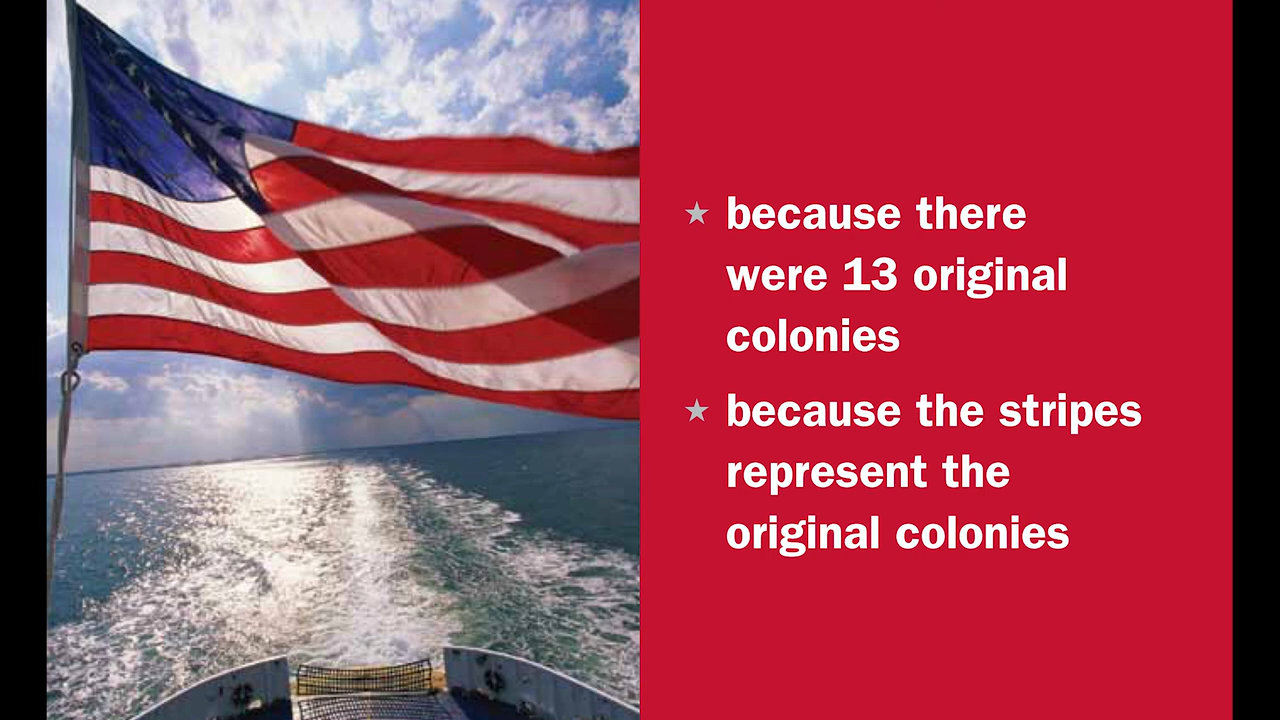 because there
were 13 original
colonies
because the stripes
represent the
original colonies